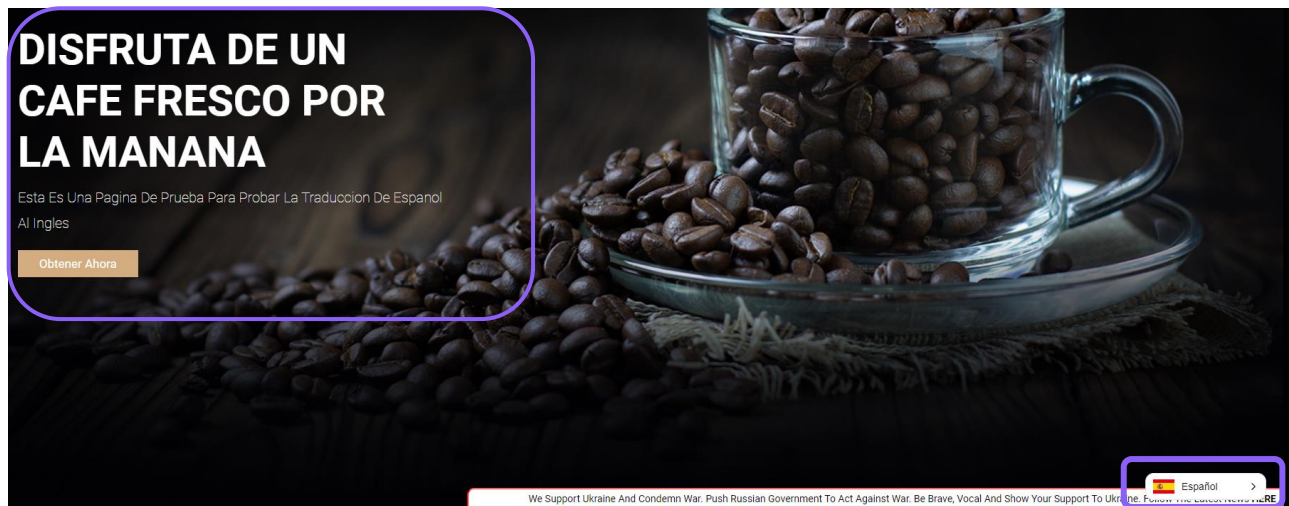 DISFRUTA DE UN
CAFE FRESCO POR
LA MANANA
Esta Es Una Pagina De Prueba Para Probar La Traduccion De Espanol
Al Ingles
Obtener Ahora
Español
We Support Ukraine And Condemn War. Push Russian Government To Act Against War. Be Brave, Vocal And Show Your Support To Ukraine. Follow The Latest News HERE